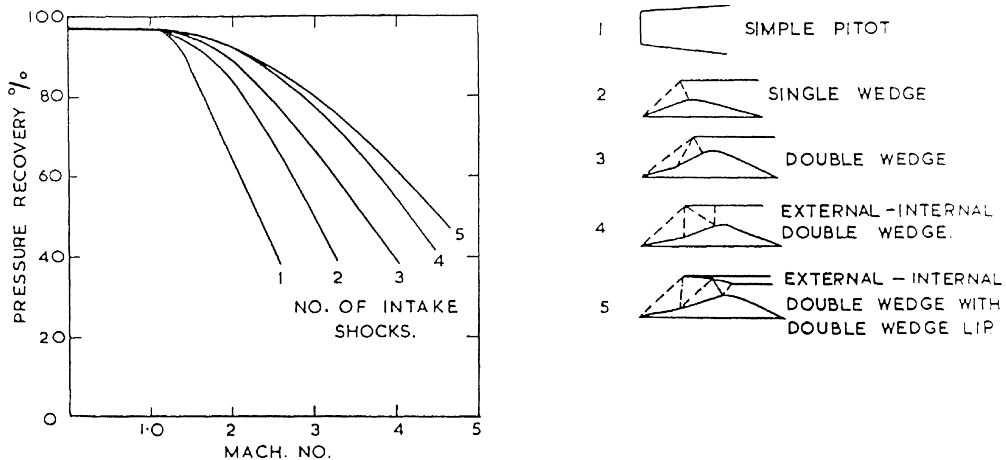 PRESSURE RECOVERY %
100
80
60
40
20
0
1·0
2
3
4
5
MACH. NO.
1
2
3
4
5
NO. OF INTAKE
SHOCKS.
1 SIMPLE PITOT
2 SINGLE WEDGE
3 DOUBLE WEDGE
4 EXTERNAL-INTERNAL
DOUBLE WEDGE.
5 EXTERNAL - INTERNAL
DOUBLE WEDGE WITH
DOUBLE WEDGE LIP